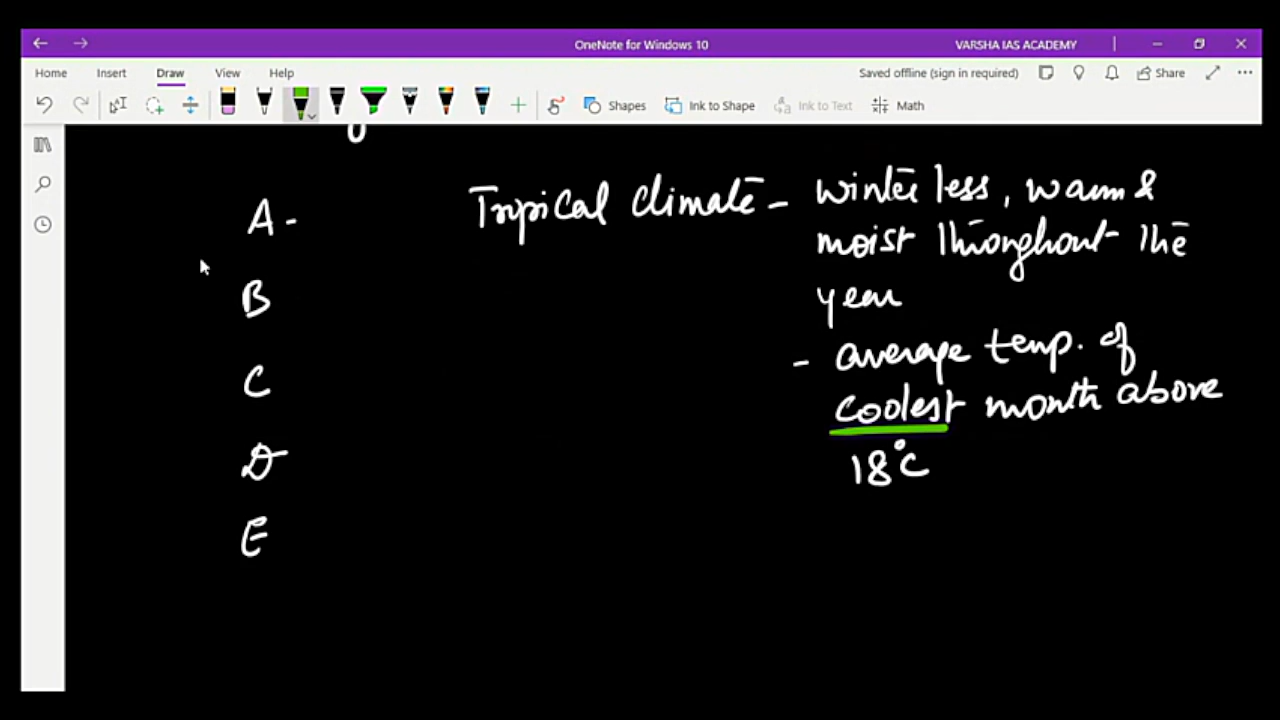 OneNote for Windows 10
VARSHA IAS ACADEMY
Home Insert Draw View Help
Saved offline (sign in required)
Share
Shapes
Ink to Shape
Ink to Text
Math
A - Tropical climate - winter less, warm &
moist throughout the
year
- average temp. of
coolest month above
18°C
B
C
D
E